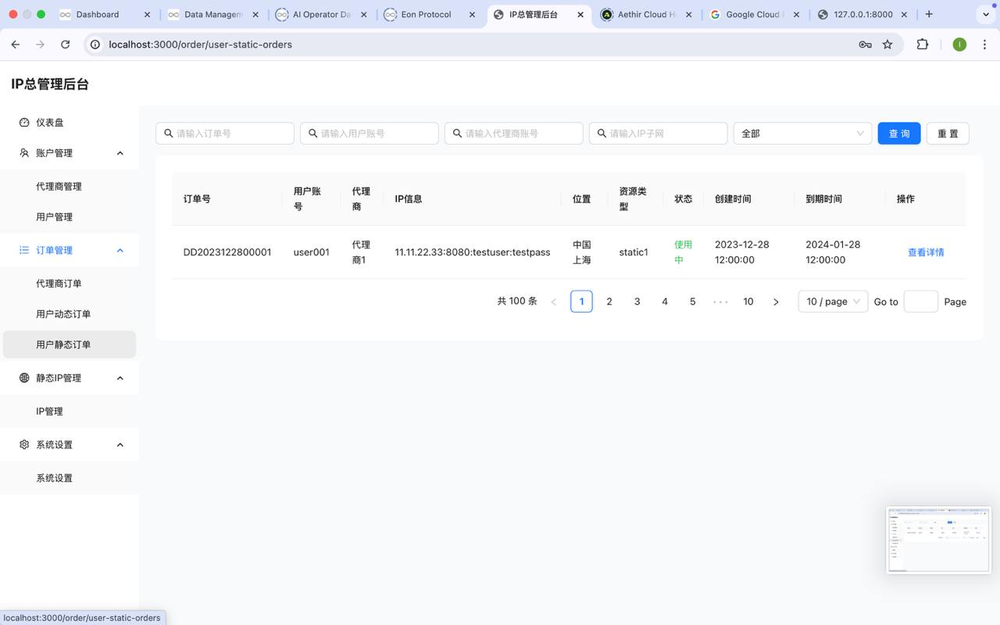 Dashboard
Data Managem
AI Operator Da
Eon Protocol
IP总管理后台
Aethir Cloud H
Google Cloud
127.0.0.1:8000
localhost:3000/order/user-static-orders
I
IP总管理后台
仪表盘
账户管理
代理商管理
用户管理
订单管理
代理商订单
用户动态订单
用户静态订单
静态IP管理
IP管理
系统设置
系统设置
请输入订单号
请输入用户账号
请输入代理商账号
请输入IP子网
全部
查 询
重 置
订单号
用户账
号
代理
商
IP信息
位置
资源类
型
状态
创建时间
到期时间
操作
DD2023122800001
user001
代理
商1
11.11.22.33:8080:testuser:testpass
中国
上海
static1
使用
中
2023-12-28
12:00:00
2024-01-28
12:00:00
查看详情
共 100 条
1
2
3
4
5
•••
10
10 / page
Go to
Page
localhost:3000/order/user-static-orders